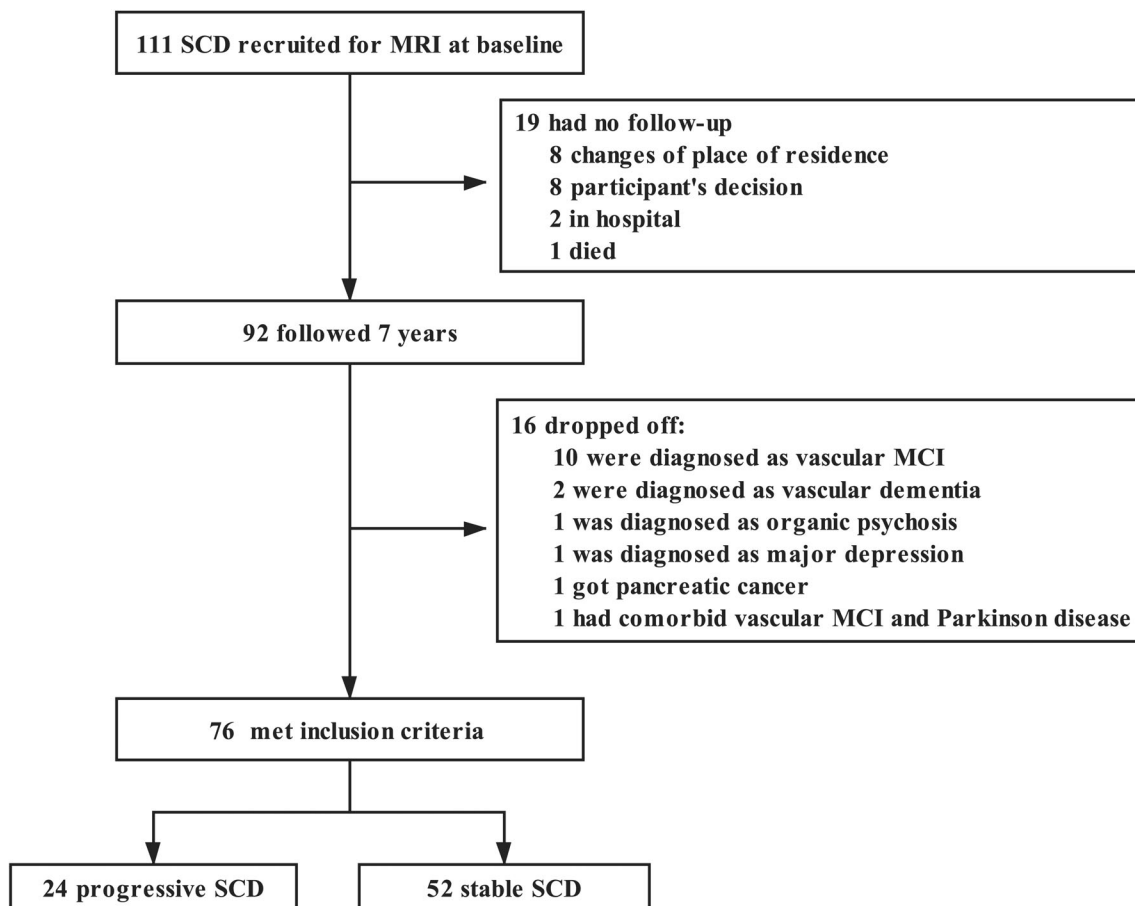 111 SCD recruited for MRI at baseline
19 had no follow-up
8 changes of place of residence
8 participant's decision
2 in hospital
1 died
92 followed 7 years
16 dropped off:
10 were diagnosed as vascular MCI
2 were diagnosed as vascular dementia
1 was diagnosed as organic psychosis
1 was diagnosed as major depression
1 got pancreatic cancer
1 had comorbid vascular MCI and Parkinson disease
76 met inclusion criteria
24 progressive SCD
52 stable SCD